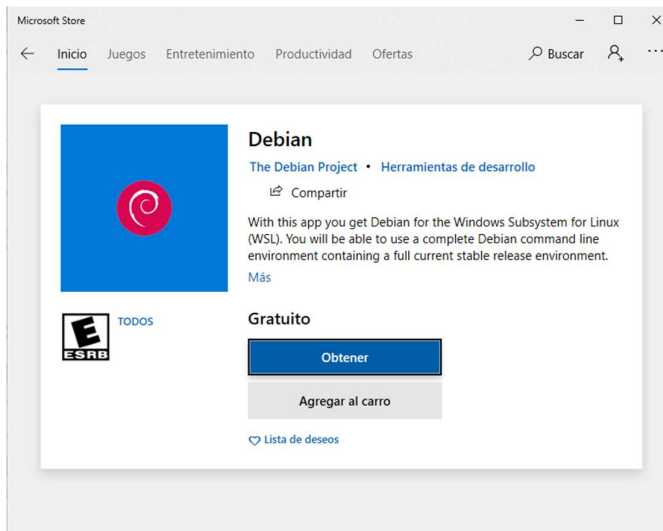 Microsoft Store
Inicio Juegos Entretenimiento Productividad Ofertas Buscar
Debian
The Debian Project • Herramientas de desarrollo
Compartir
With this app you get Debian for the Windows Subsystem for Linux
(WSL). You will be able to use a complete Debian command line
environment containing a full current stable release environment.
Más
E
ESRB
TODOS
Gratuito
Obtener
Agregar al carro
Lista de deseos